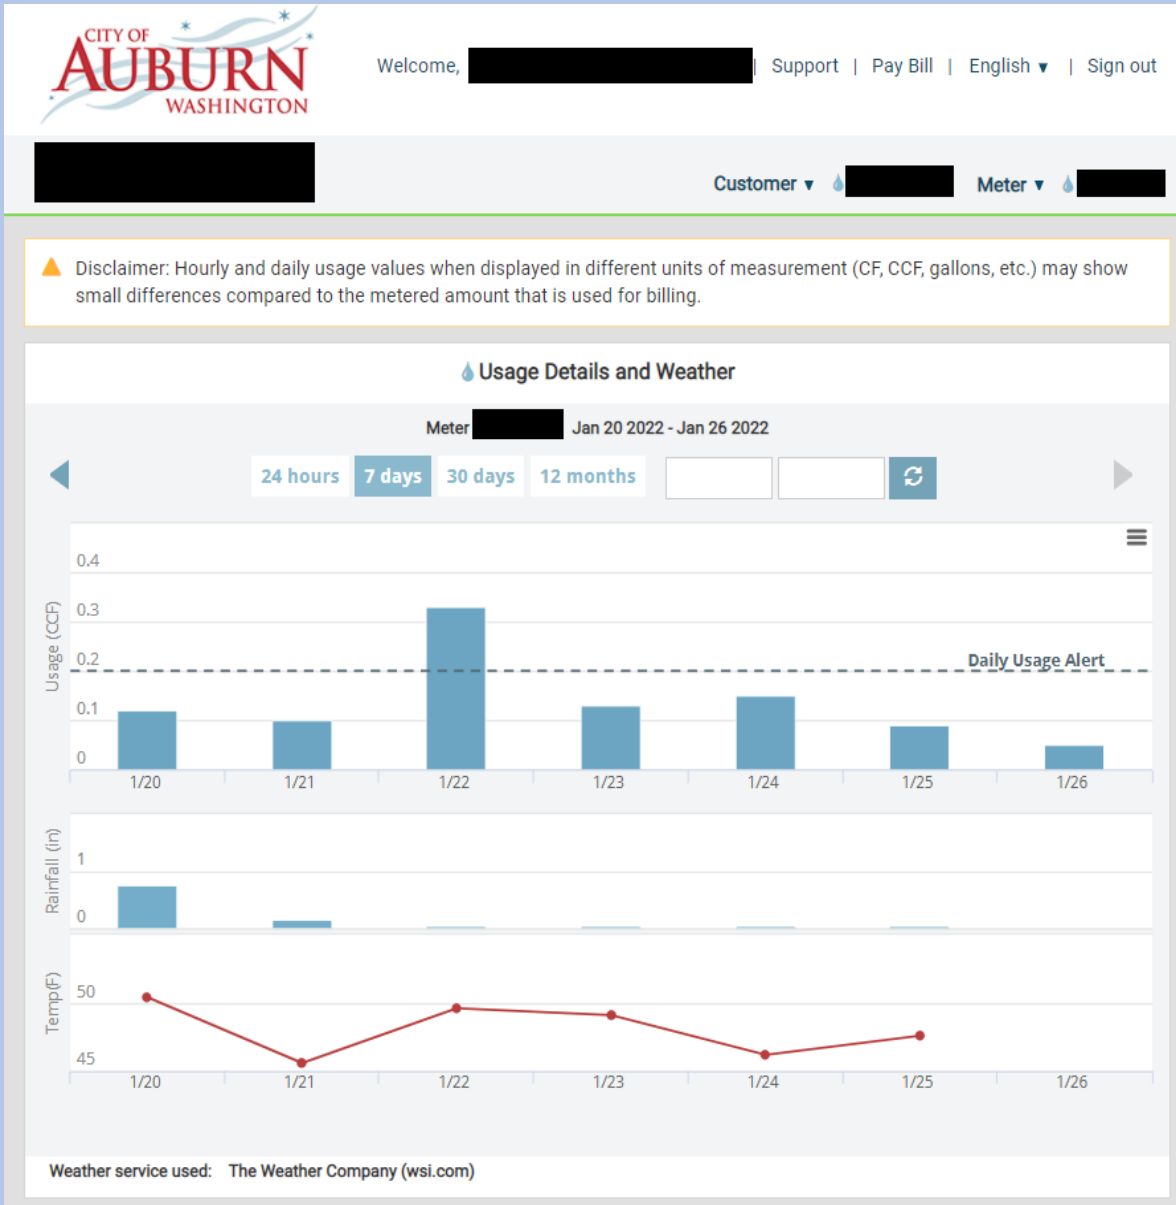 CITY OF
AUBURN
WASHINGTON
Welcome, | Support | Pay Bill | English ▼ | Sign out
Customer ▼ Meter ▼
Disclaimer: Hourly and daily usage values when displayed in different units of measurement (CF, CCF, gallons, etc.) may show
small differences compared to the metered amount that is used for billing.
Usage Details and Weather
Meter Jan 20 2022 - Jan 26 2022
24 hours 7 days 30 days 12 months
Usage (CCF)
0.4
0.3
0.2
0.1
0
Daily Usage Alert
1/20 1/21 1/22 1/23 1/24 1/25 1/26
Rainfall (in)
1
0
Temp(F)
50
45
1/20 1/21 1/22 1/23 1/24 1/25 1/26
Weather service used: The Weather Company (wsi.com)